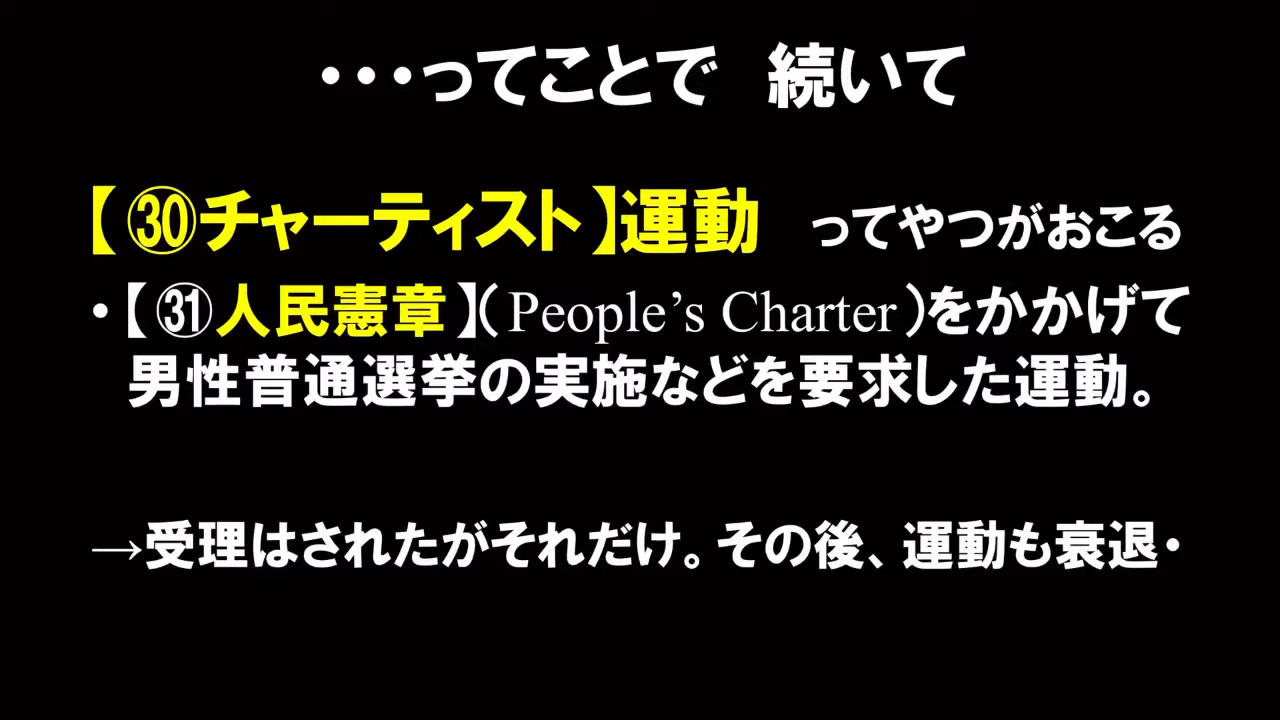 ・・・ってことで　続いて
【㉚チャーティスト】運動　ってやつがおこる
・【㉛人民憲章】（People’s Charter）をかかげて
男性普通選挙の実施などを要求した運動。
→受理はされたがそれだけ。その後、運動も衰退・